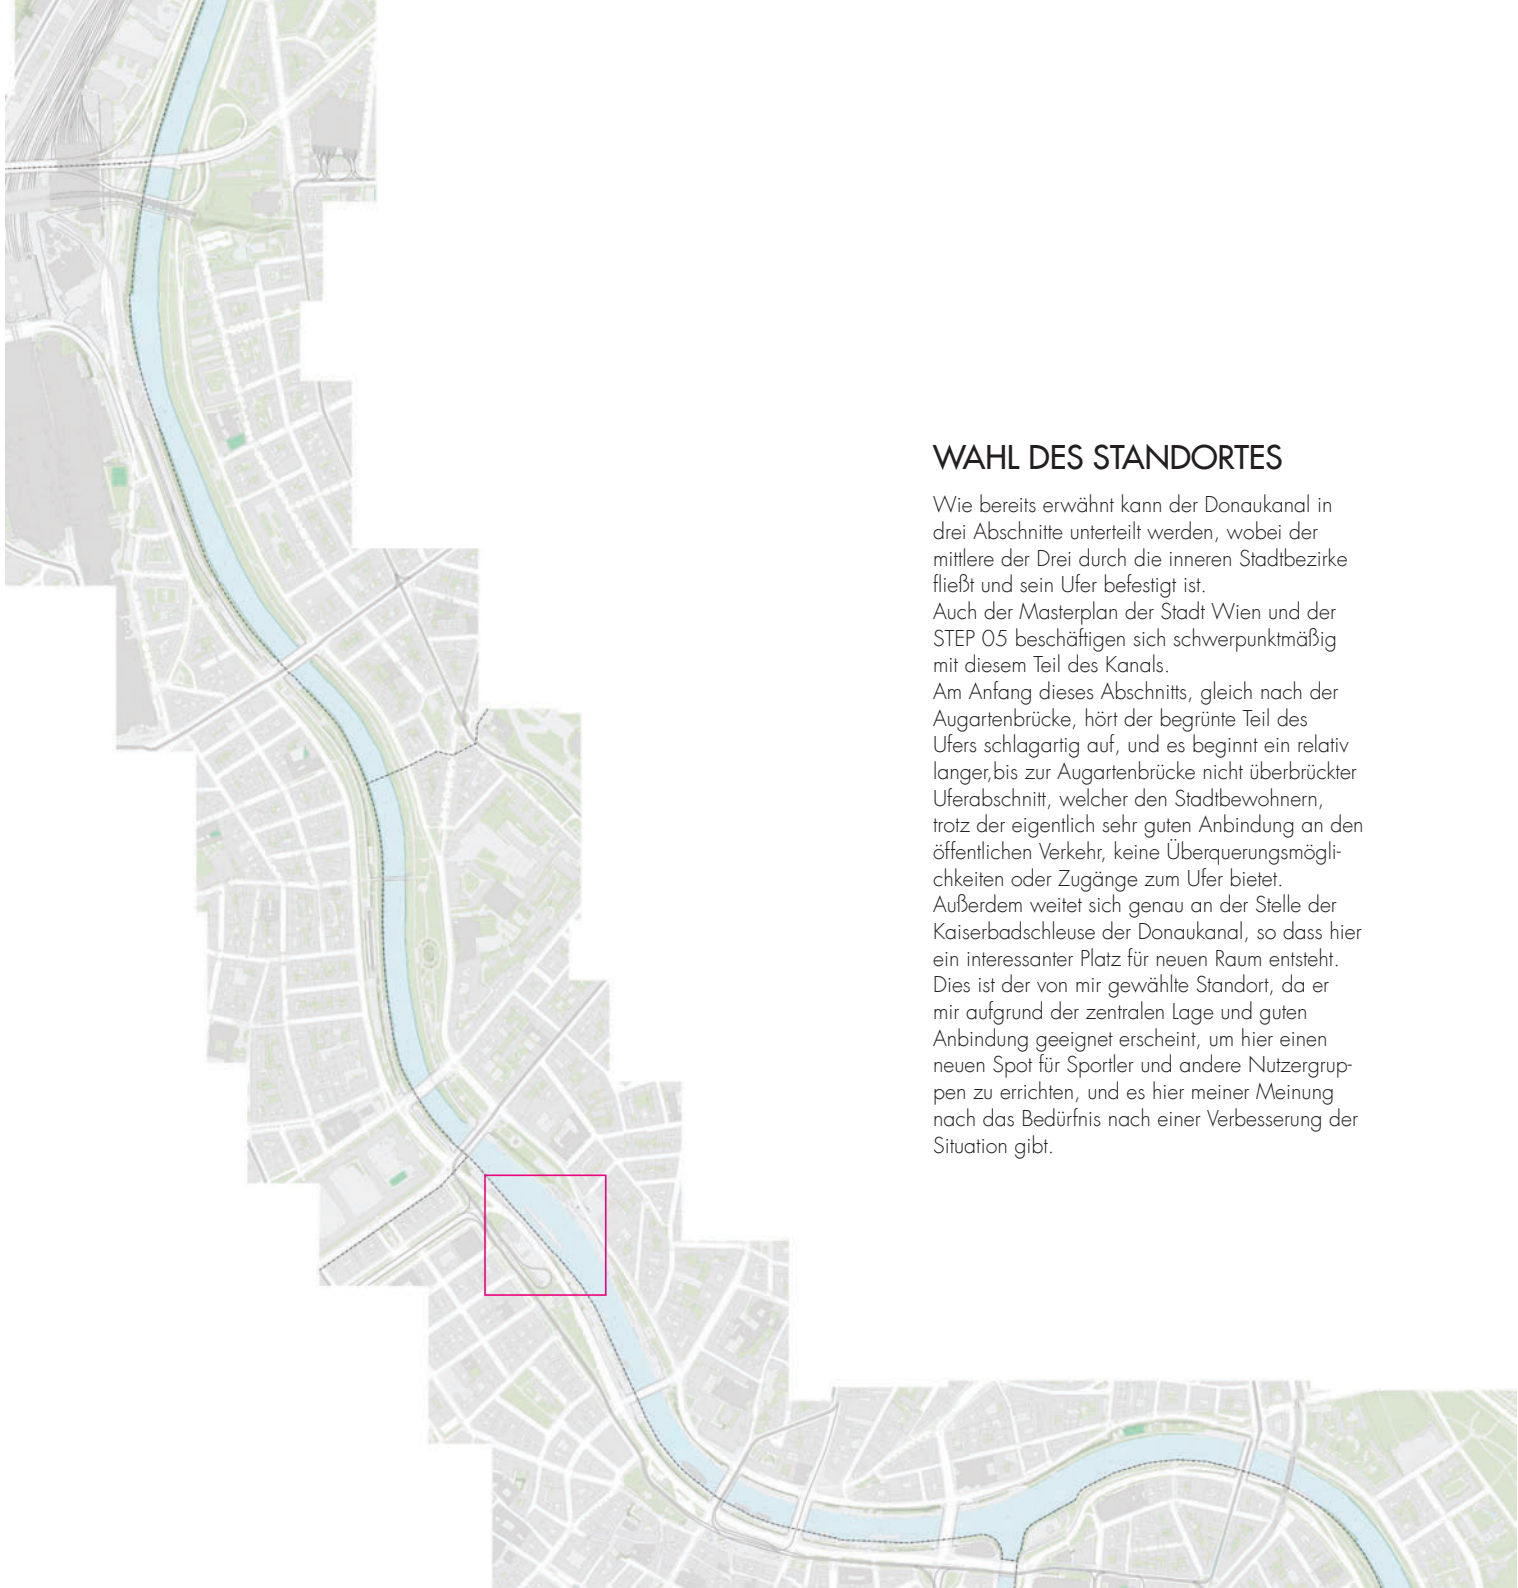 WAHL DES STANDORTES
Wie bereits erwähnt kann der Donaukanal in
drei Abschnitte unterteilt werden, wobei der
mittlere der Drei durch die inneren Stadtbezirke
fließt und sein Ufer befestigt ist.
Auch der Masterplan der Stadt Wien und der
STEP 05 beschäftigen sich schwerpunktmäßig
mit diesem Teil des Kanals.
Am Anfang dieses Abschnitts, gleich nach der
Augartenbrücke, hört der begrünte Teil des
Ufers schlagartig auf, und es beginnt ein relativ
langer,bis zur Augartenbrücke nicht überbrückter
Uferabschnitt, welcher den Stadtbewohnern,
trotz der eigentlich sehr guten Anbindung an den
öffentlichen Verkehr, keine Überquerungsmögli-
chkeiten oder Zugänge zum Ufer bietet.
Außerdem weitet sich genau an der Stelle der
Kaiserbadschleuse der Donaukanal, so dass hier
ein interessanter Platz für neuen Raum entsteht.
Dies ist der von mir gewählte Standort, da er
mir aufgrund der zentralen Lage und guten
Anbindung geeignet erscheint, um hier einen
neuen Spot für Sportler und andere Nutzergrup-
pen zu errichten, und es hier meiner Meinung
nach das Bedürfnis nach einer Verbesserung der
Situation gibt.